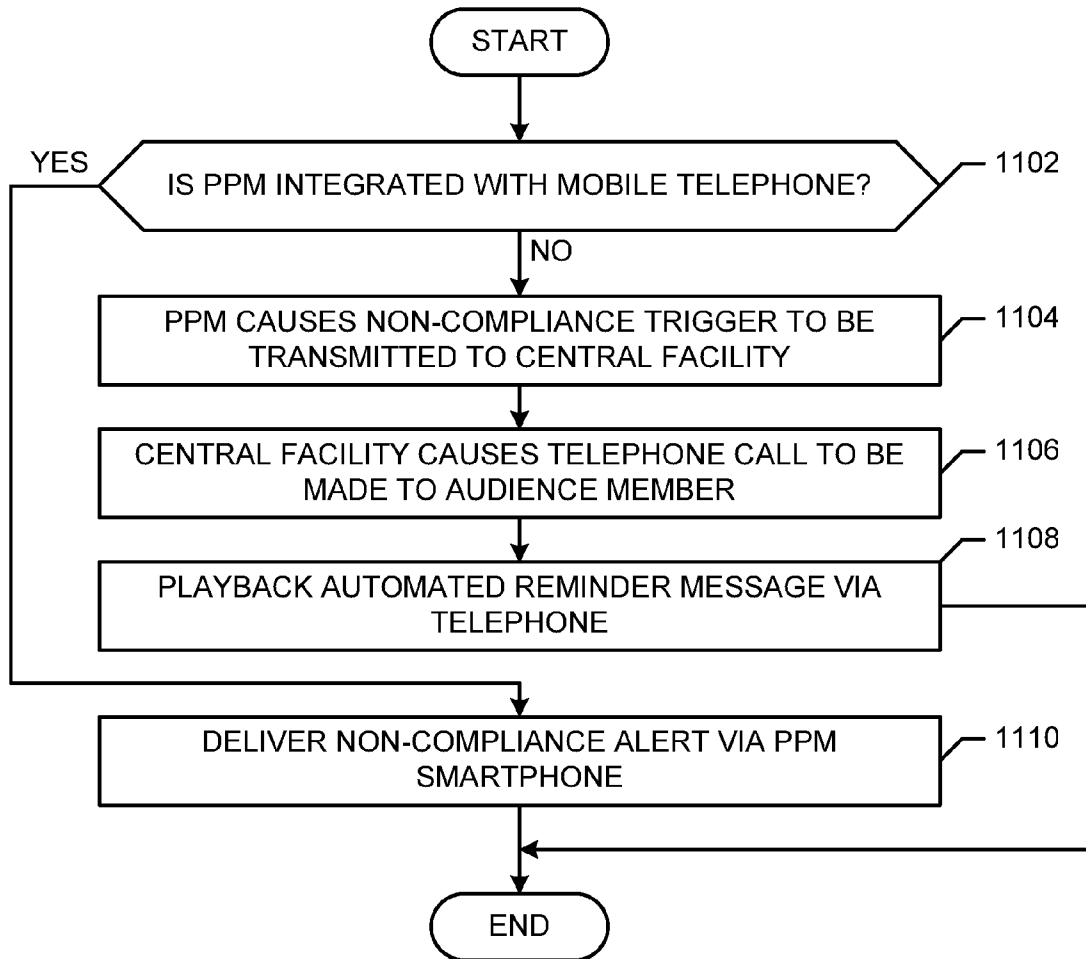 START
YES
IS PPM INTEGRATED WITH MOBILE TELEPHONE?
1102
NO
PPM CAUSES NON-COMPLIANCE TRIGGER TO BE
TRANSMITTED TO CENTRAL FACILITY
1104
CENTRAL FACILITY CAUSES TELEPHONE CALL TO BE
MADE TO AUDIENCE MEMBER
1106
PLAYBACK AUTOMATED REMINDER MESSAGE VIA
TELEPHONE
1108
DELIVER NON-COMPLIANCE ALERT VIA PPM
SMARTPHONE
1110
END